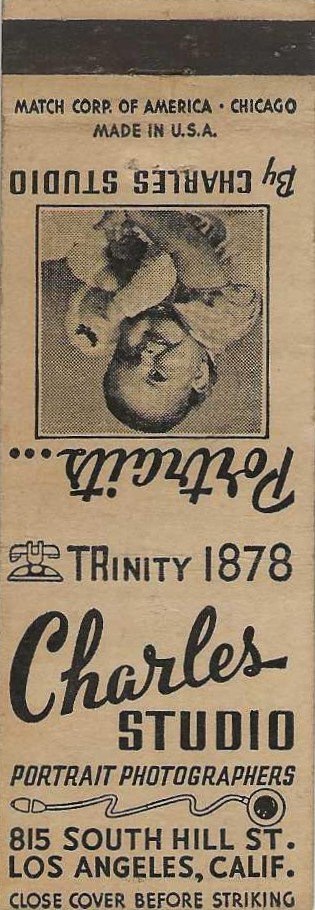 MATCH CORP. OF AMERICA • CHICAGO
MADE IN U.S.A.
Portraits...
By CHARLES STUDIO
TRINITY 1878
Charles
STUDIO
PORTRAIT PHOTOGRAPHERS
815 SOUTH HILL ST.
LOS ANGELES, CALIF.
CLOSE COVER BEFORE STRIKING